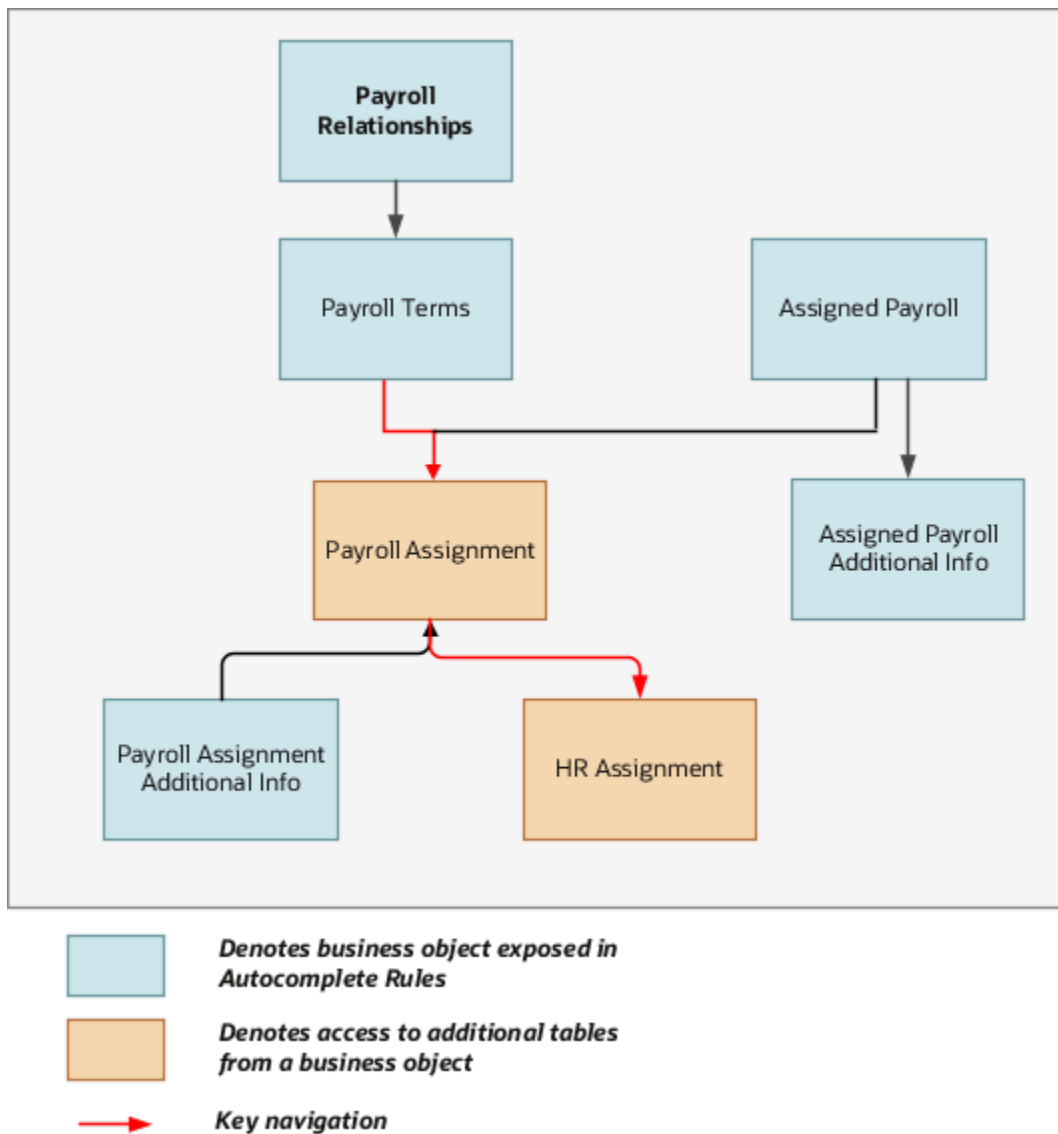 Payroll
Relationships
Payroll Terms
Assigned Payroll
Payroll Assignment
Assigned Payroll
Additional Info
Payroll Assignment
Additional Info
HR Assignment
Denotes business object exposed in
Autocomplete Rules
Denotes access to additional tables
from a business object
Key navigation